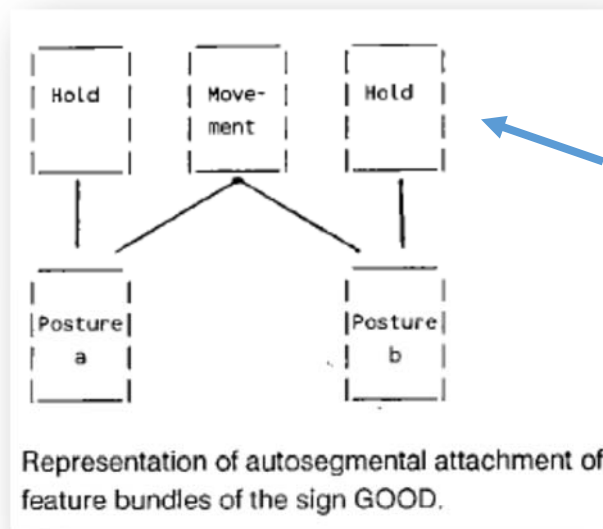 Hold Move- Hold
ment
Posture Posture
a b
Representation of autosegmental attachment of
feature bundles of the sign GOOD.